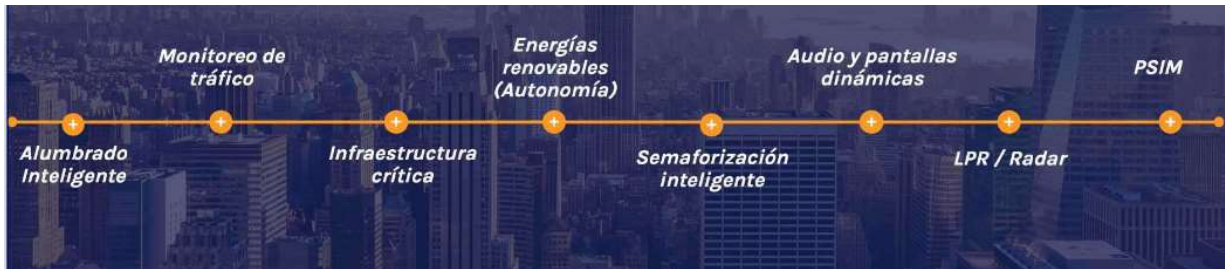 Alumbrado
Inteligente
Monitoreo de
tráfico
Infraestructura
crítica
Energías
renovables
(Autonomía)
Semaforización
inteligente
Audio y pantallas
dinámicas
LPR / Radar
PSIM